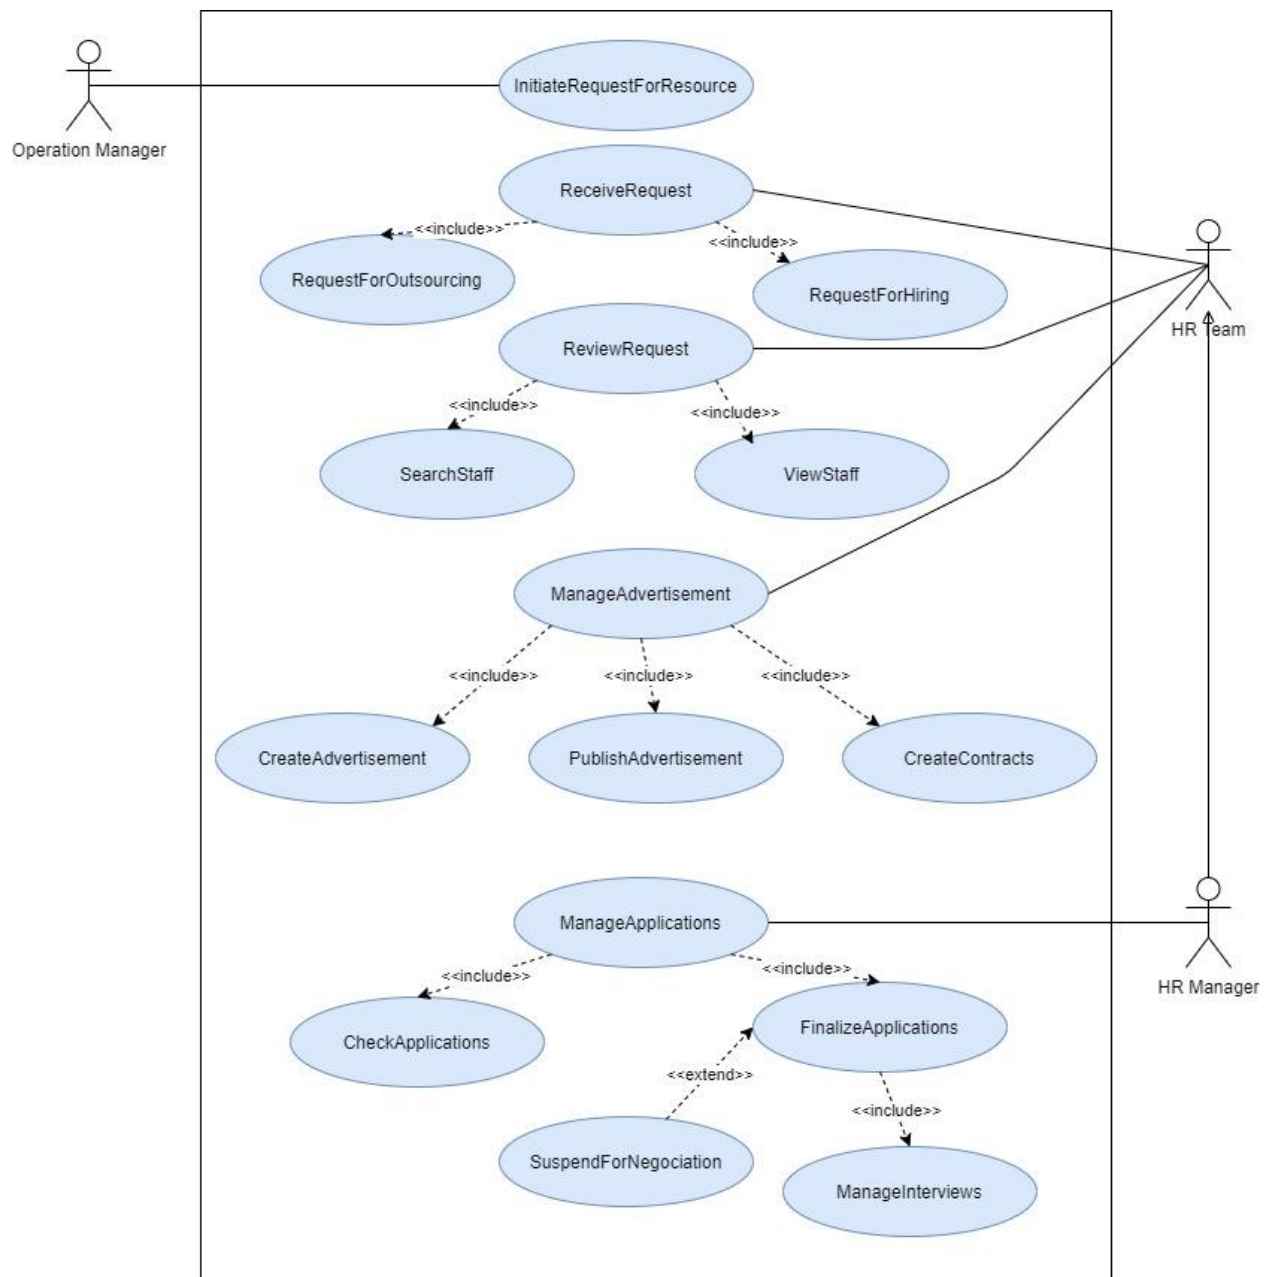 InitiateRequestForResource
Operation Manager
ReceiveRequest
<<include>>
<<include>>
RequestForOutsourcing
RequestForHiring
HR Team
ReviewRequest
<<include>>
<<include>>
SearchStaff
ViewStaff
ManageAdvertisement
<<include>>
<<include>>
<<include>>
CreateAdvertisement
PublishAdvertisement
CreateContracts
ManageApplications
<<include>>
<<include>>
HR Manager
CheckApplications
FinalizeApplications
<<extend>>
<<include>>
SuspendForNegociation
ManageInterviews